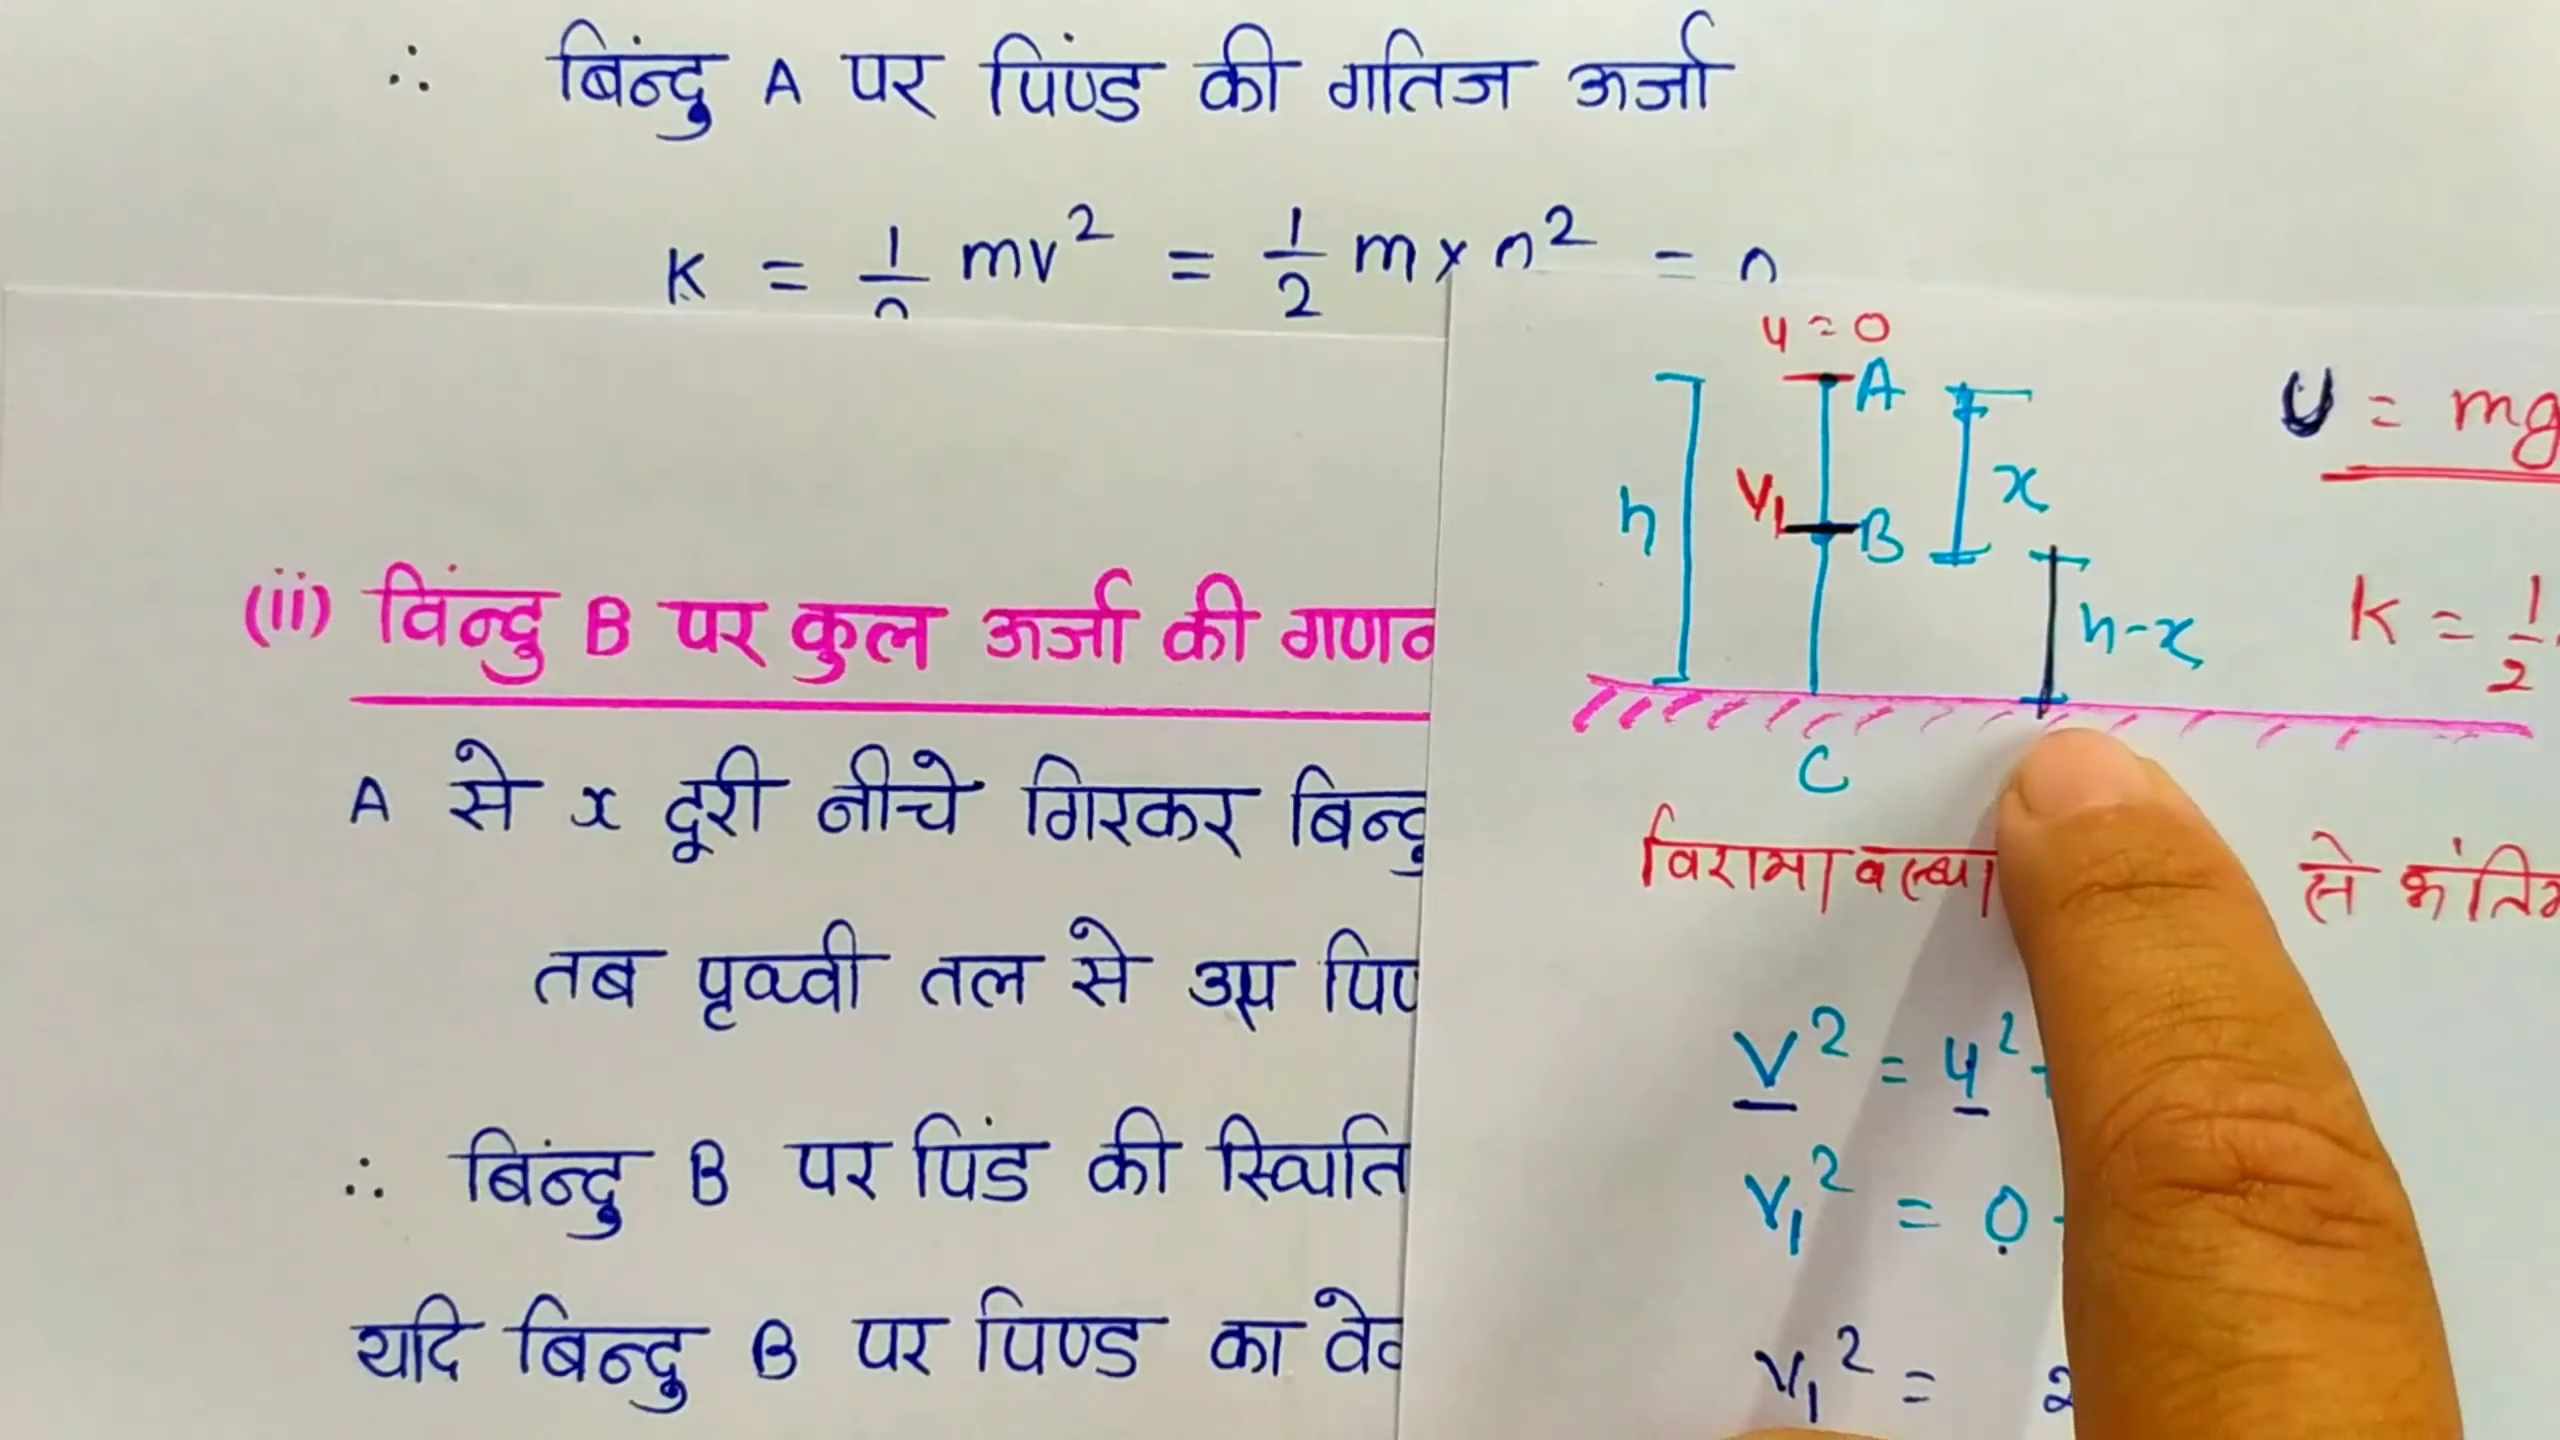 ∴ बिंन्दु A पर पिंण्ड की गतिज ऊर्जा
K = 1/2 mv² = 1/2 m × 0² = 0
(ii) विंन्दु B पर कुल ऊर्जा की
A से x दूरी नीचे गिरकर बिन्दु
तब पृथ्वी तल से उस
∴ बिंन्दु B पर पिंड की स्थिति
यदि बिन्दु B पर पिण्ड का
u = 0
A
h
x
V₁
B
h-x
C
U = mg
K = 1/2
विरामावस्था से
V² = u²
V₁² = 0
V₁² = 2